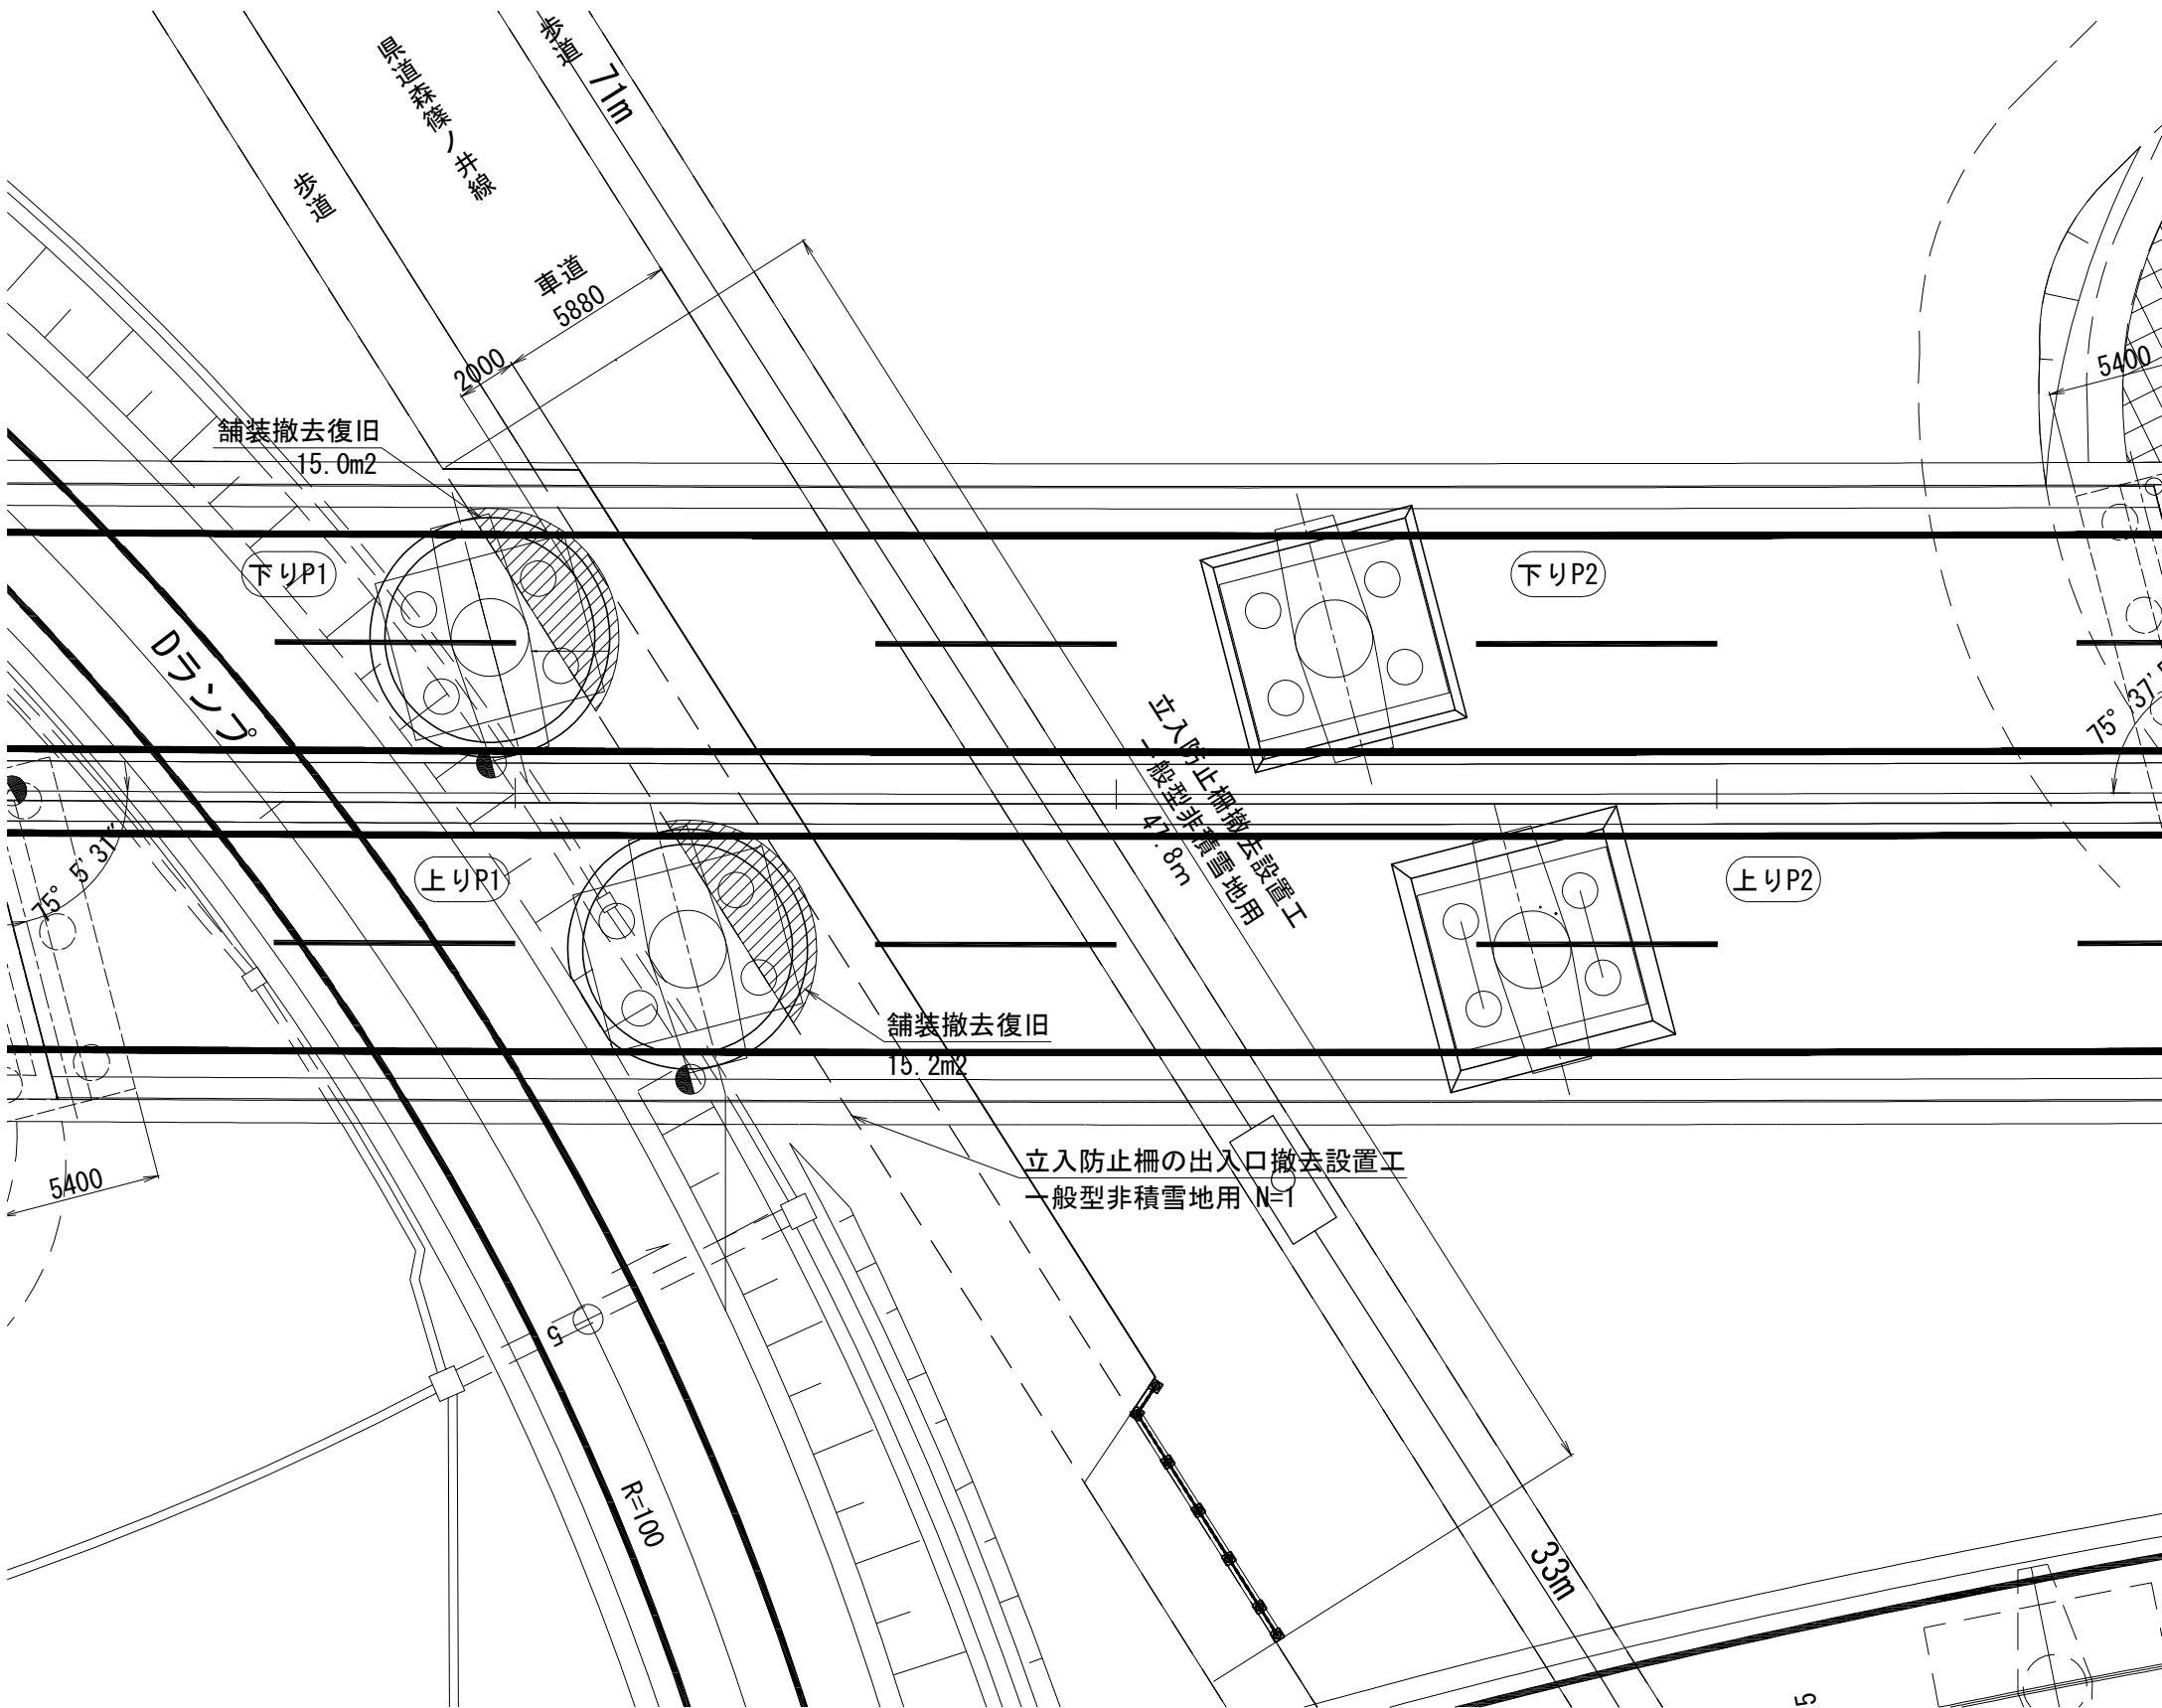 歩道
71m
県道森篠ノ井線
歩道
車道
5880
2000
5400
舗装撤去復旧
15.0m2
下りP1
下りP2
Dランプ
立入防止柵撤去設置工
一般型非積雪地用
47.8m
75° 37'
75° 5' 31"
上りP1
上りP2
舗装撤去復旧
15.2m2
立入防止柵の出入口撤去設置工
一般型非積雪地用 N=1
5400
5
R=100
33m
5